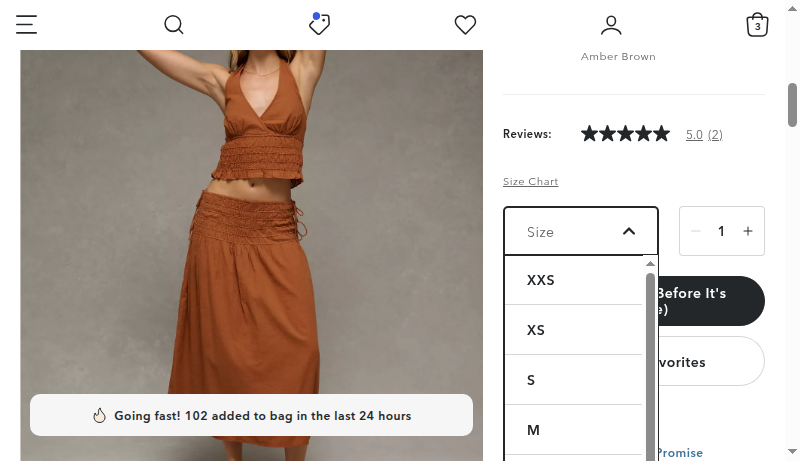 3
Amber Brown
Reviews:
5.0 (2)
Size Chart
Size
1
XXS
Before It's
e)
XS
vorites
S
Going fast! 102 added to bag in the last 24 hours
M
Promise